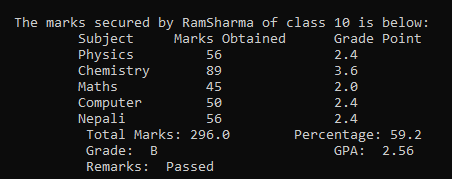 The marks secured by RamSharma of class 10 is below:
Subject Marks Obtained Grade Point
Physics 56 2.4
Chemistry 89 3.6
Maths 45 2.0
Computer 50 2.4
Nepali 56 2.4
Total Marks: 296.0 Percentage: 59.2
Grade: B GPA: 2.56
Remarks: Passed